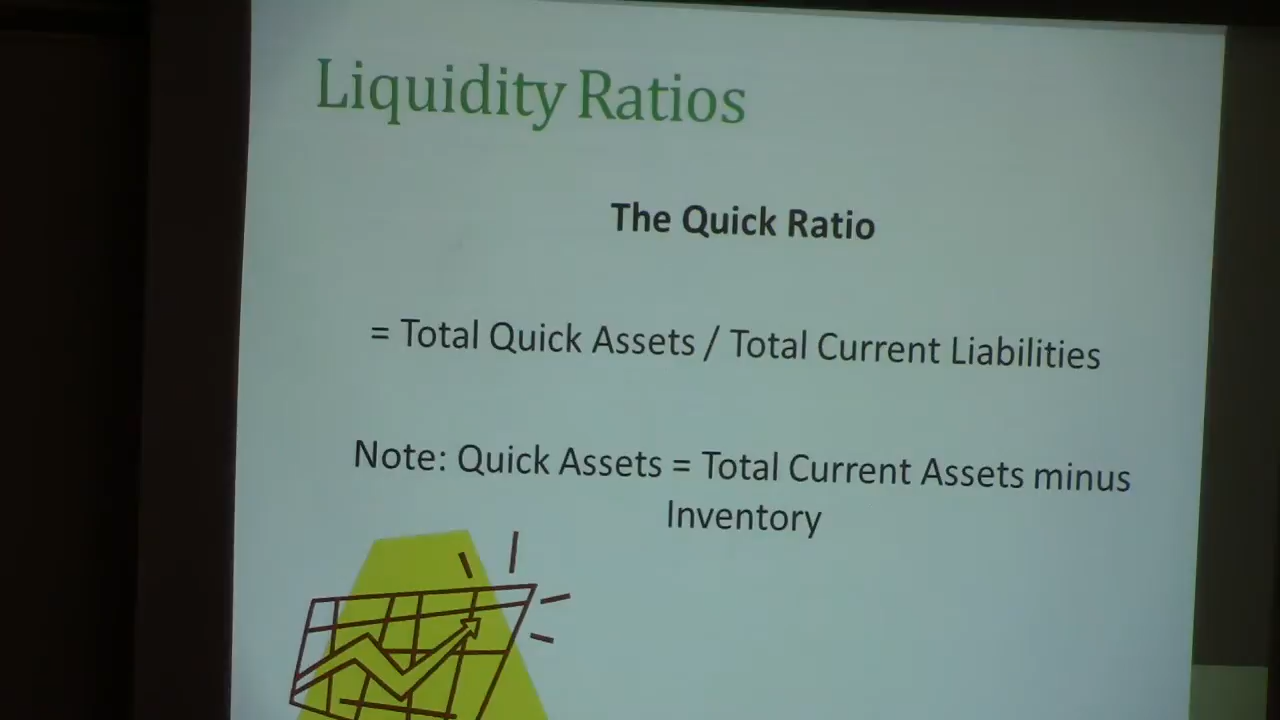 Liquidity Ratios
The Quick Ratio
= Total Quick Assets / Total Current Liabilities
Note: Quick Assets = Total Current Assets minus
Inventory